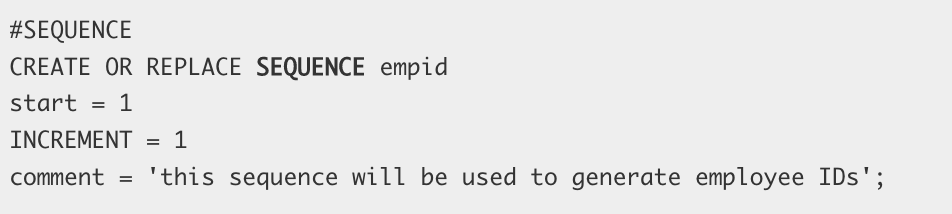 #SEQUENCE
CREATE OR REPLACE SEQUENCE empid
start = 1
INCREMENT = 1
comment = 'this sequence will be used to generate employee IDs';